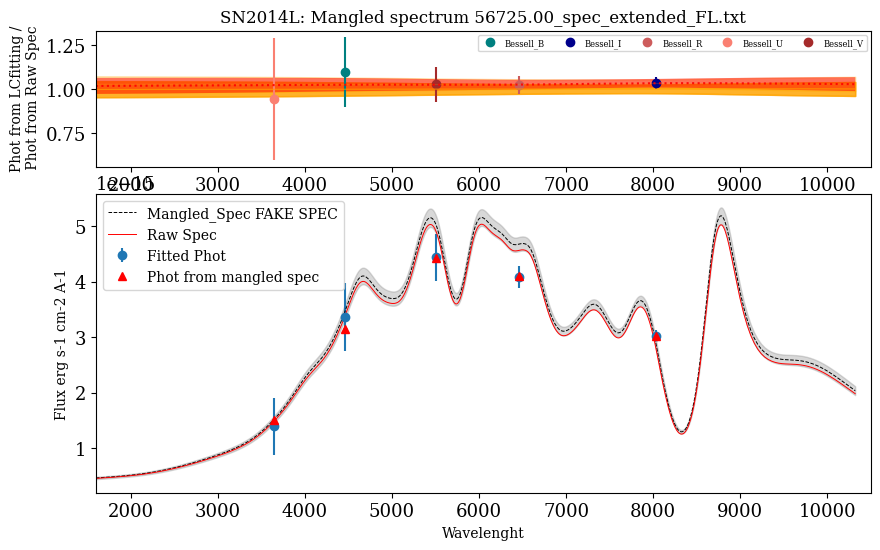 SN2014L: Mangled spectrum 56725.00_spec_extended_FL.txt
Phot from LCfitting /
Phot from Raw Spec
1.25
1.00
0.75
Bessell_B
Bessell_I
Bessell_R
Bessell_U
Bessell_V
2000 3000 4000 5000 6000 7000 8000 9000 10000
1e−15
Flux erg s-1 cm-2 A-1
5
4
3
2
1
Mangled_Spec FAKE SPEC
Raw Spec
Fitted Phot
Phot from mangled spec
2000 3000 4000 5000 6000 7000 8000 9000 10000
Wavelenght